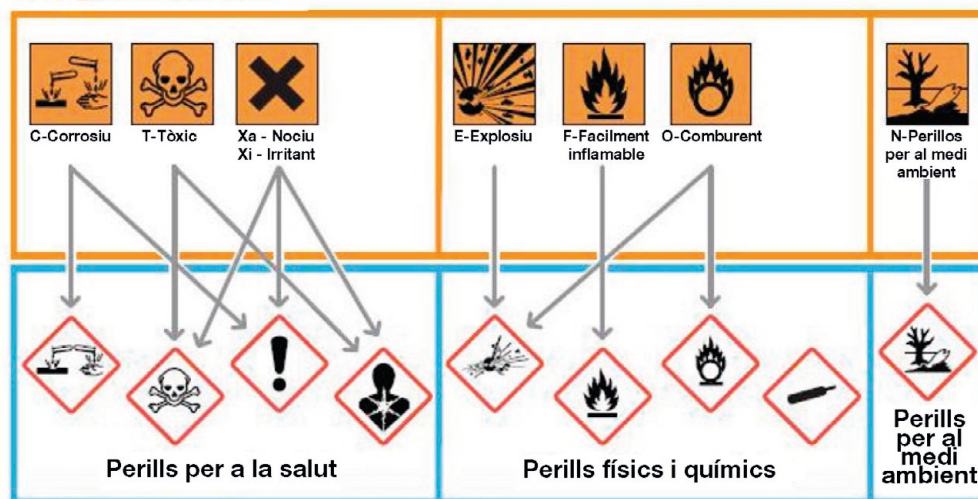 C-Corrosiu
T-Tòxic
Xa - Nociu
Xi - Irritant
E-Explosiu
F-Facilment
inflamable
O-Comburent
N-Perillos
per al medi
ambient
Perills per a la salut
Perills físics i químics
Perills
per al
medi
ambient